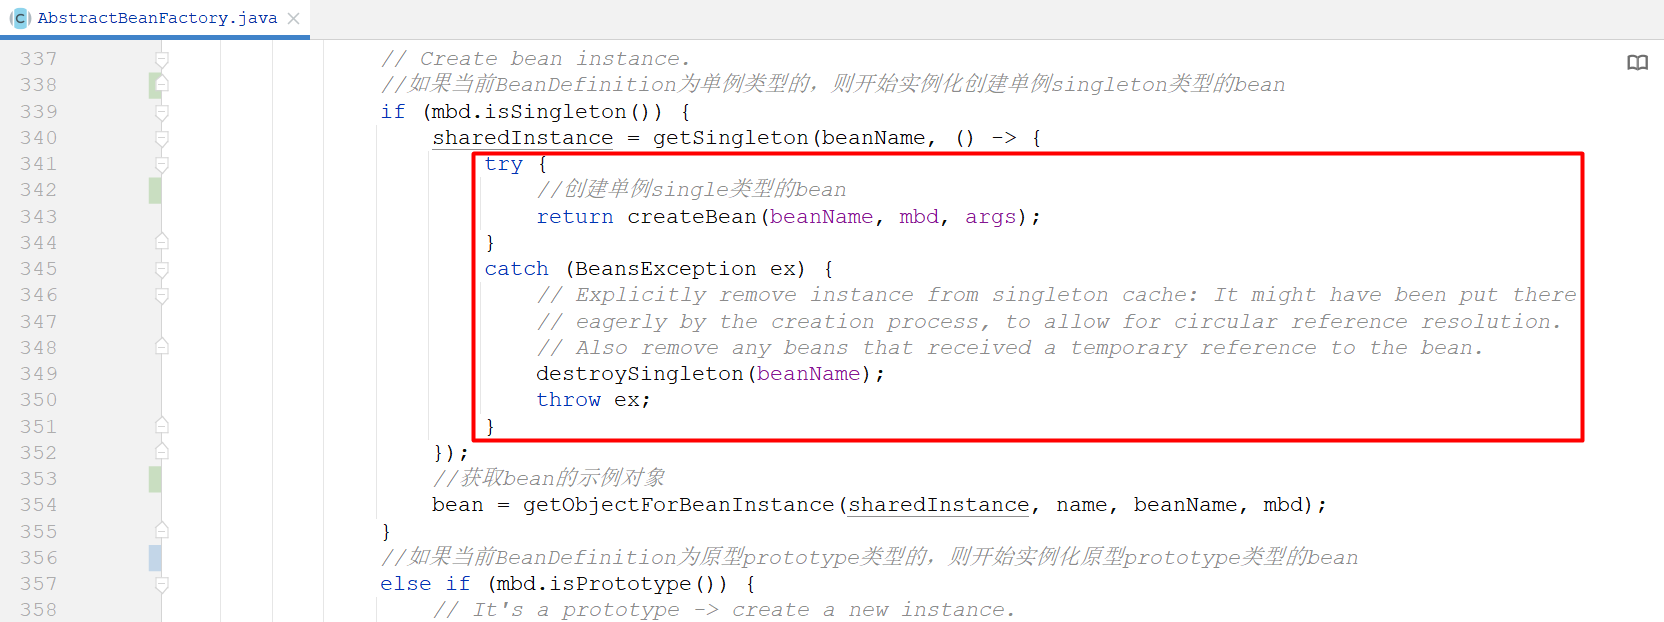 AbstractBeanFactory.java
337 // Create bean instance.
338 //如果当前BeanDefinition为单例类型的，则开始实例化创建单例singleton类型的bean
339 if (mbd.isSingleton()) {
340 sharedInstance = getSingleton(beanName, () -> {
341 try {
342 //创建单例single类型的bean
343 return createBean(beanName, mbd, args);
344 }
345 catch (BeansException ex) {
346 // Explicitly remove instance from singleton cache: It might have been put there
347 // eagerly by the creation process, to allow for circular reference resolution.
348 // Also remove any beans that received a temporary reference to the bean.
349 destroySingleton(beanName);
350 throw ex;
351 }
352 });
353 //获取bean的示例对象
354 bean = getObjectForBeanInstance(sharedInstance, name, beanName, mbd);
355 }
356 //如果当前BeanDefinition为原型prototype类型的，则开始实例化原型prototype类型的bean
357 else if (mbd.isPrototype()) {
358 // It's a prototype -> create a new instance.